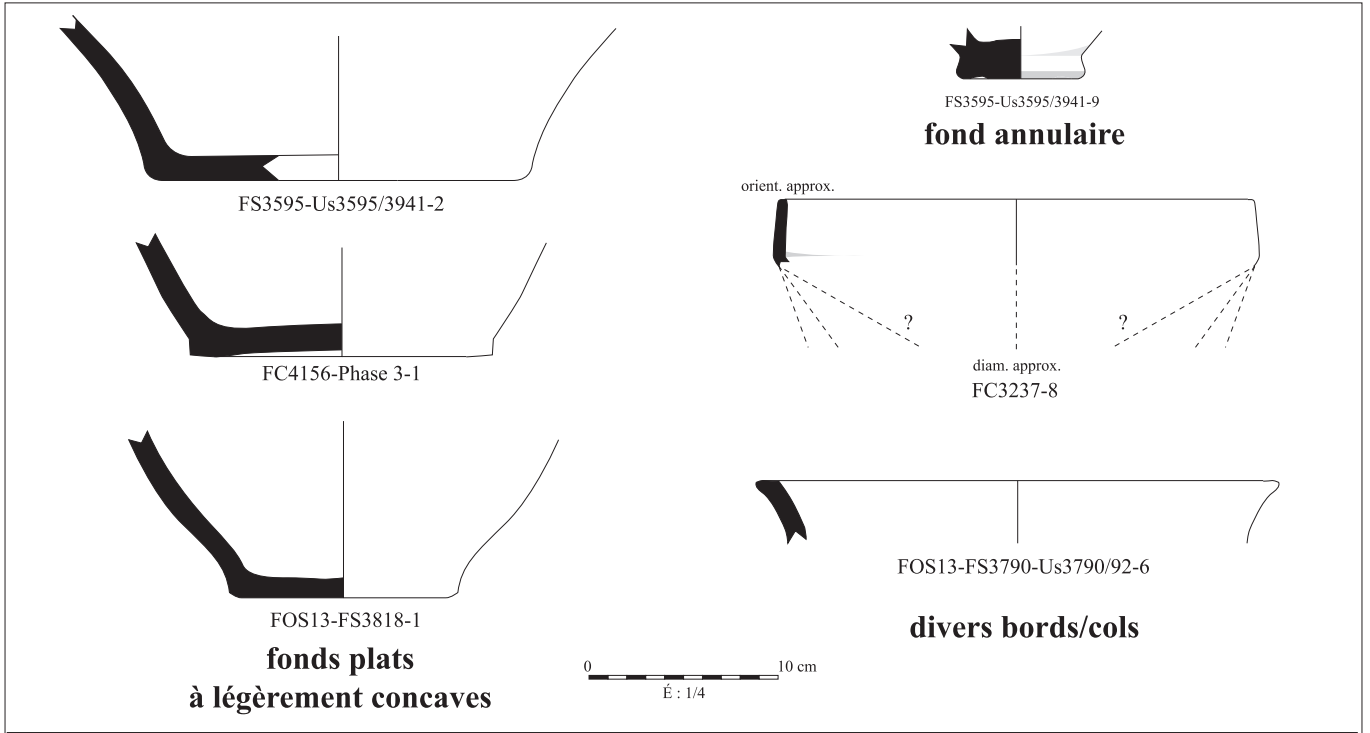 FS3595-Us3595/3941-2
FC4156-Phase 3-1
FOS13-FS3818-1
fonds plats
à légèrement concaves
FS3595-Us3595/3941-9
fond annulaire
orient. approx.
? ?
diam. approx.
FC3237-8
FOS13-FS3790-Us3790/92-6
divers bords/cols
0 10 cm
É : 1/4